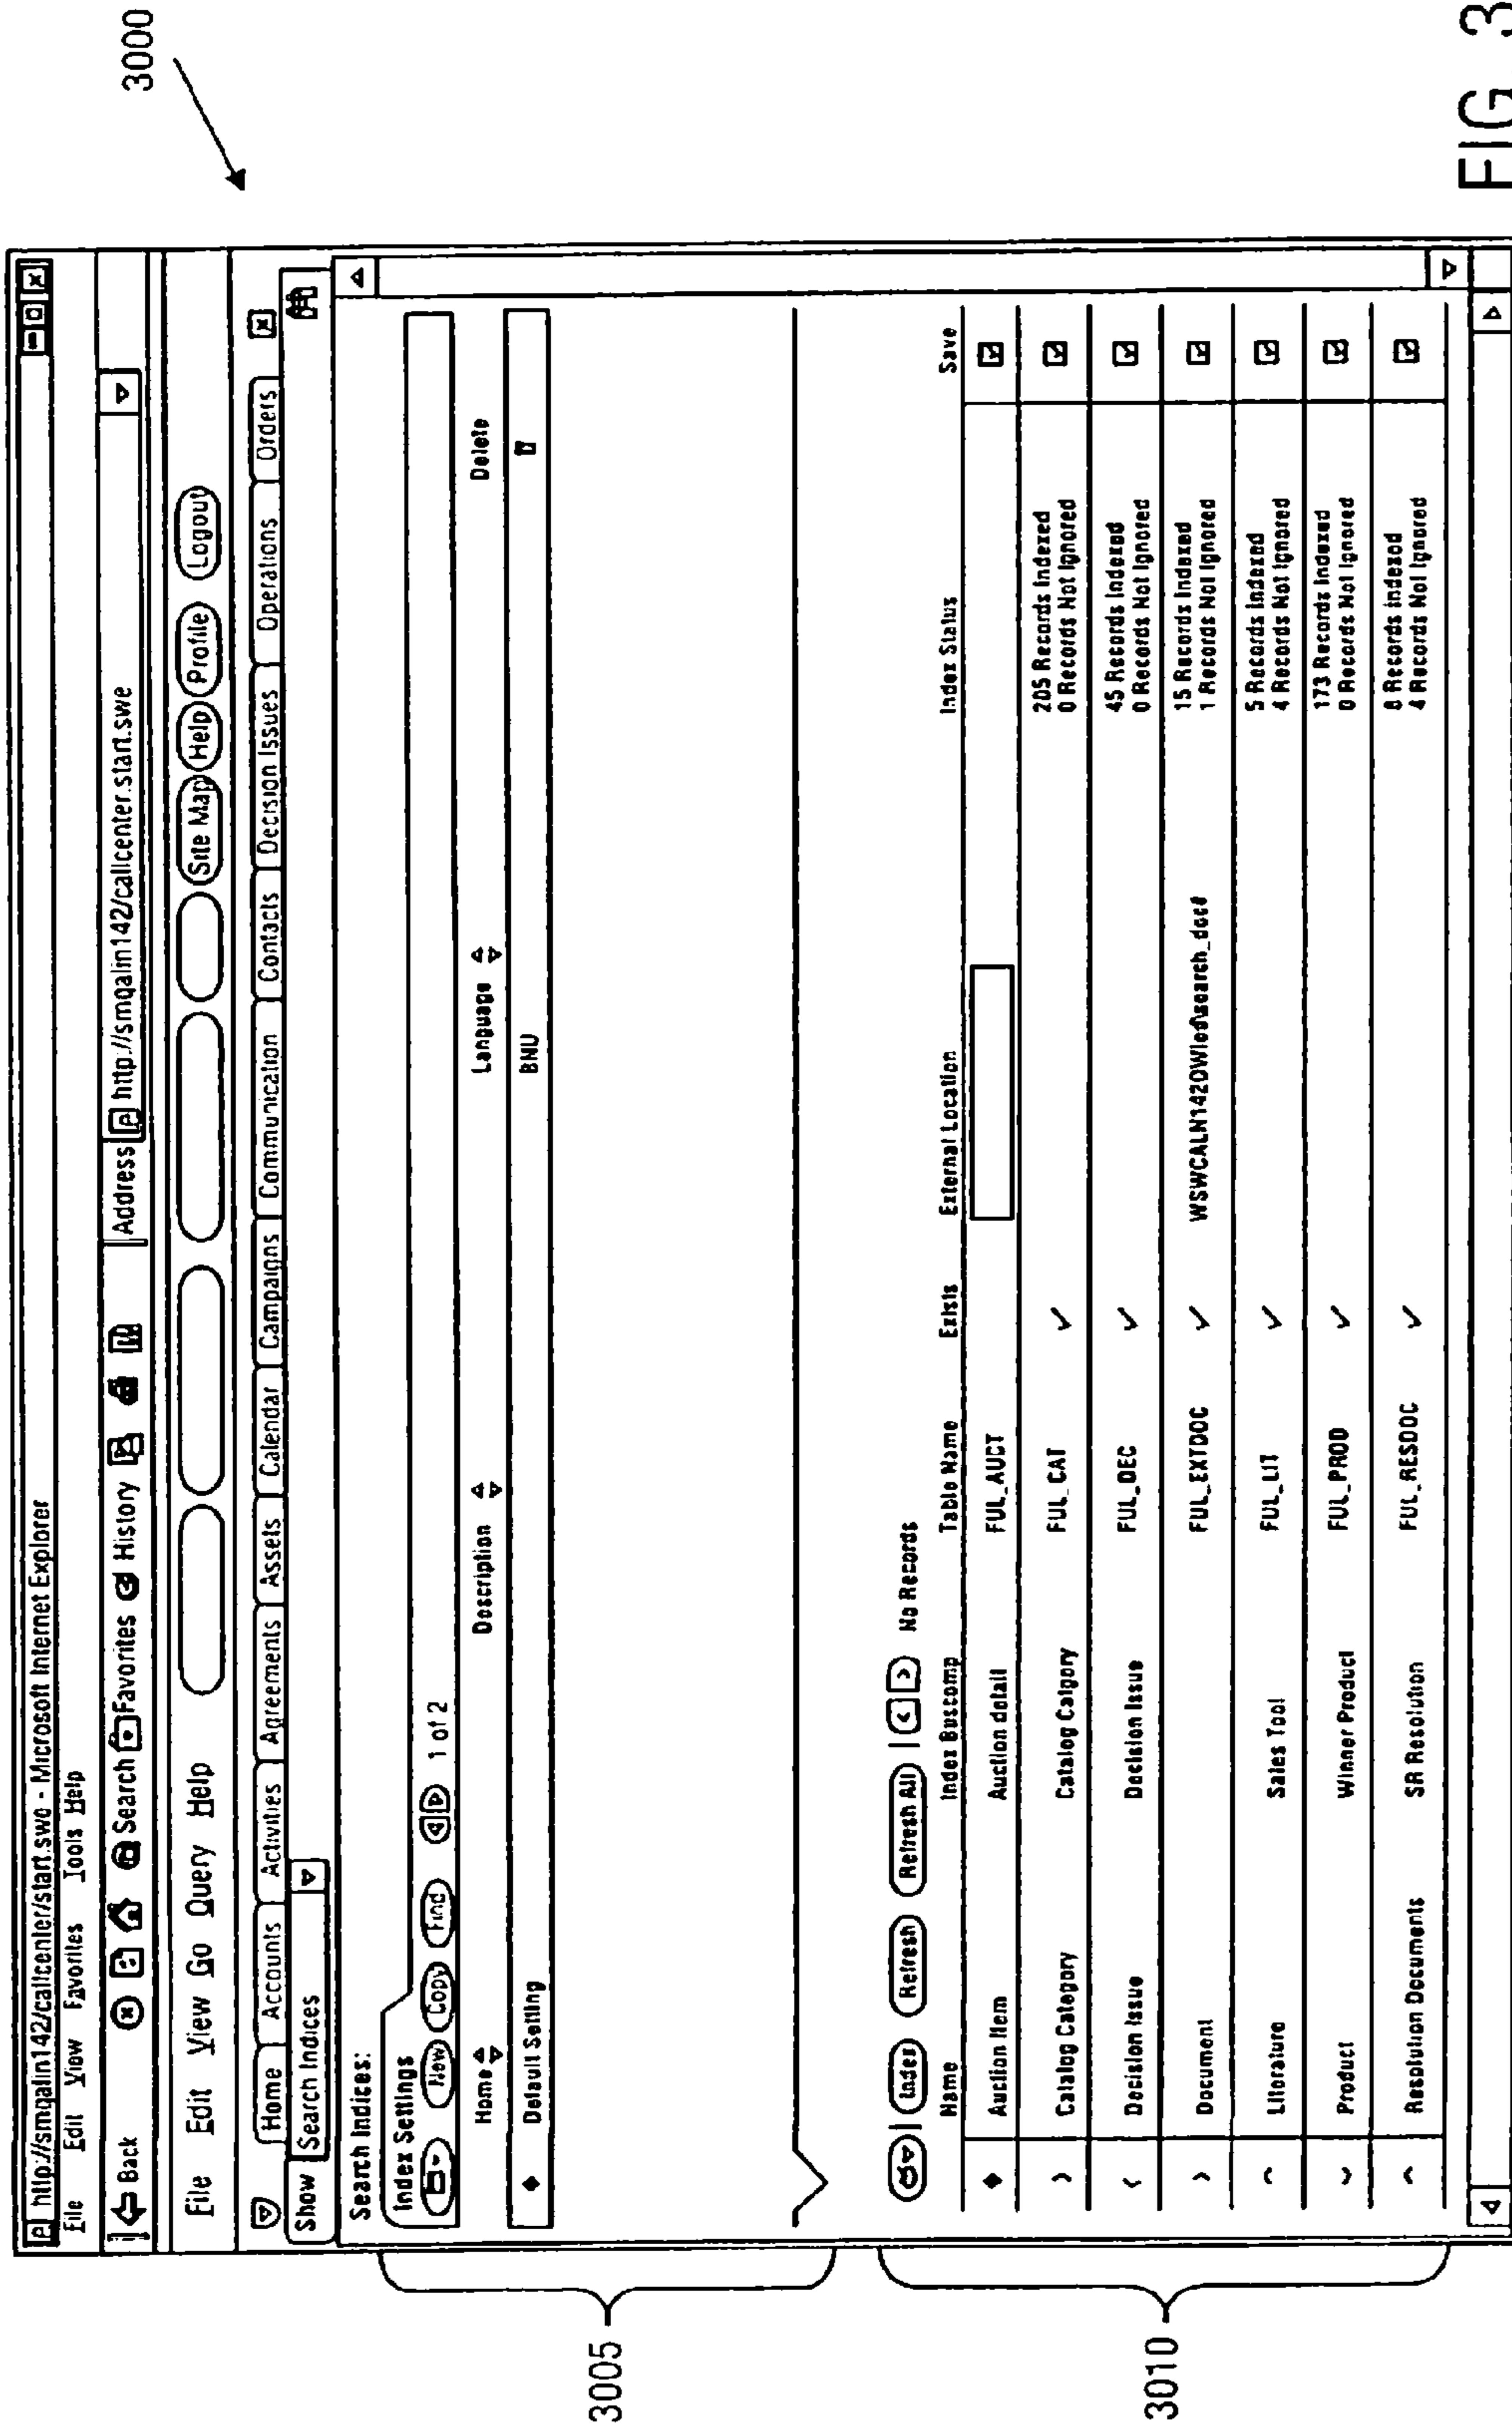 3000
http://smqalin142/callcenler/start.swo - Microsoft Internet Explorer
File Edit View Favorites Tools Help
Back Search Favorites History Address http://smqalin142/callcenter.start.swe
File Edit View Go Query Help Site Map Help Profile Logout
Home Accounts Activities Agreements Assets Calendar Campaigns Communication Contacts Decision Issues Operations Orders
Show Search Indices
Search Indices:
Index Settings
New Copy Find 1 of 2
Home Description Language Delete
Default Setting BNU
3005
Index Refresh Refresh All No Records
Name Index Buscomp Table Name Exists External Location Index Status Save
Auction Item Auction detail FUL_AUCT
Catalog Category Catalog Calgory FUL_CAT 205 Records Indexed
0 Records Not Ignored
Decision Issue Decision Issue FUL_DEC 45 Records Indexed
0 Records Not Ignored
Document FUL_EXTDOC WSWCALN142OWlod\search_doc# 15 Records Indexed
1 Records Not Ignored
Literature Sales Tool FUL_LIT 5 Records Indexed
4 Records Not Ignored
Product Winner Product FUL_PROD 173 Records Indexed
0 Records Not Ignored
Resolution Documents SR Resolution FUL_RESDOC 8 Records Indexed
4 Records Not Ignored
3010
FIG 3